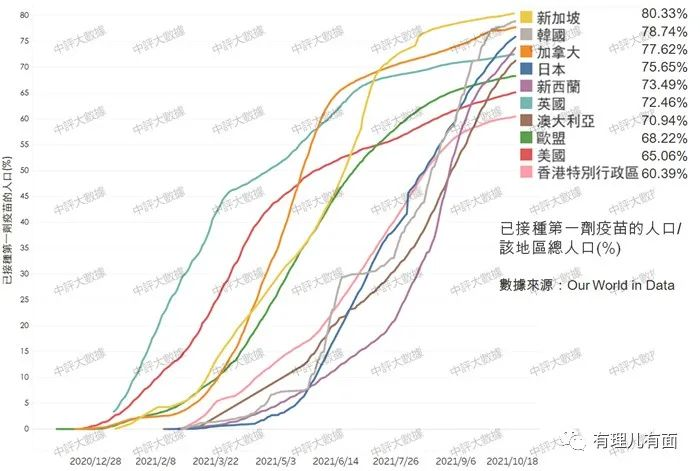 已接種第一劑疫苗的人口(%)
80
75
70
65
60
55
50
45
40
35
30
25
20
15
10
5
0
2020/12/28
2021/2/8
2021/3/22
2021/5/3
2021/6/14
2021/7/26
2021/9/6
2021/10/18
新加坡 80.33%
韓國 78.74%
加拿大 77.62%
日本 75.65%
新西蘭 73.49%
英國 72.46%
澳大利亞 70.94%
歐盟 68.22%
美國 65.06%
香港特別行政區 60.39%
已接種第一劑疫苗的人口/
該地區總人口(%)
數據來源：Our World in Data
中評大數據
有理儿有面